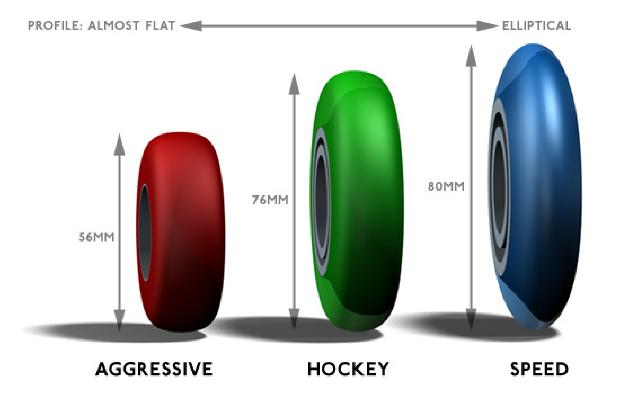 PROFILE: ALMOST FLAT
ELLIPTICAL
56MM
76MM
80MM
AGGRESSIVE
HOCKEY
SPEED